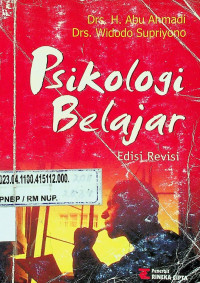 Drs. H. Abu Ahmadi
Drs. Widodo Supriyono
Psikologi
Belajar
Edisi Revisi
023.04.1100.415112.000.
PNEP / RM NUP.
Penerbit
RINEKA CIPTA